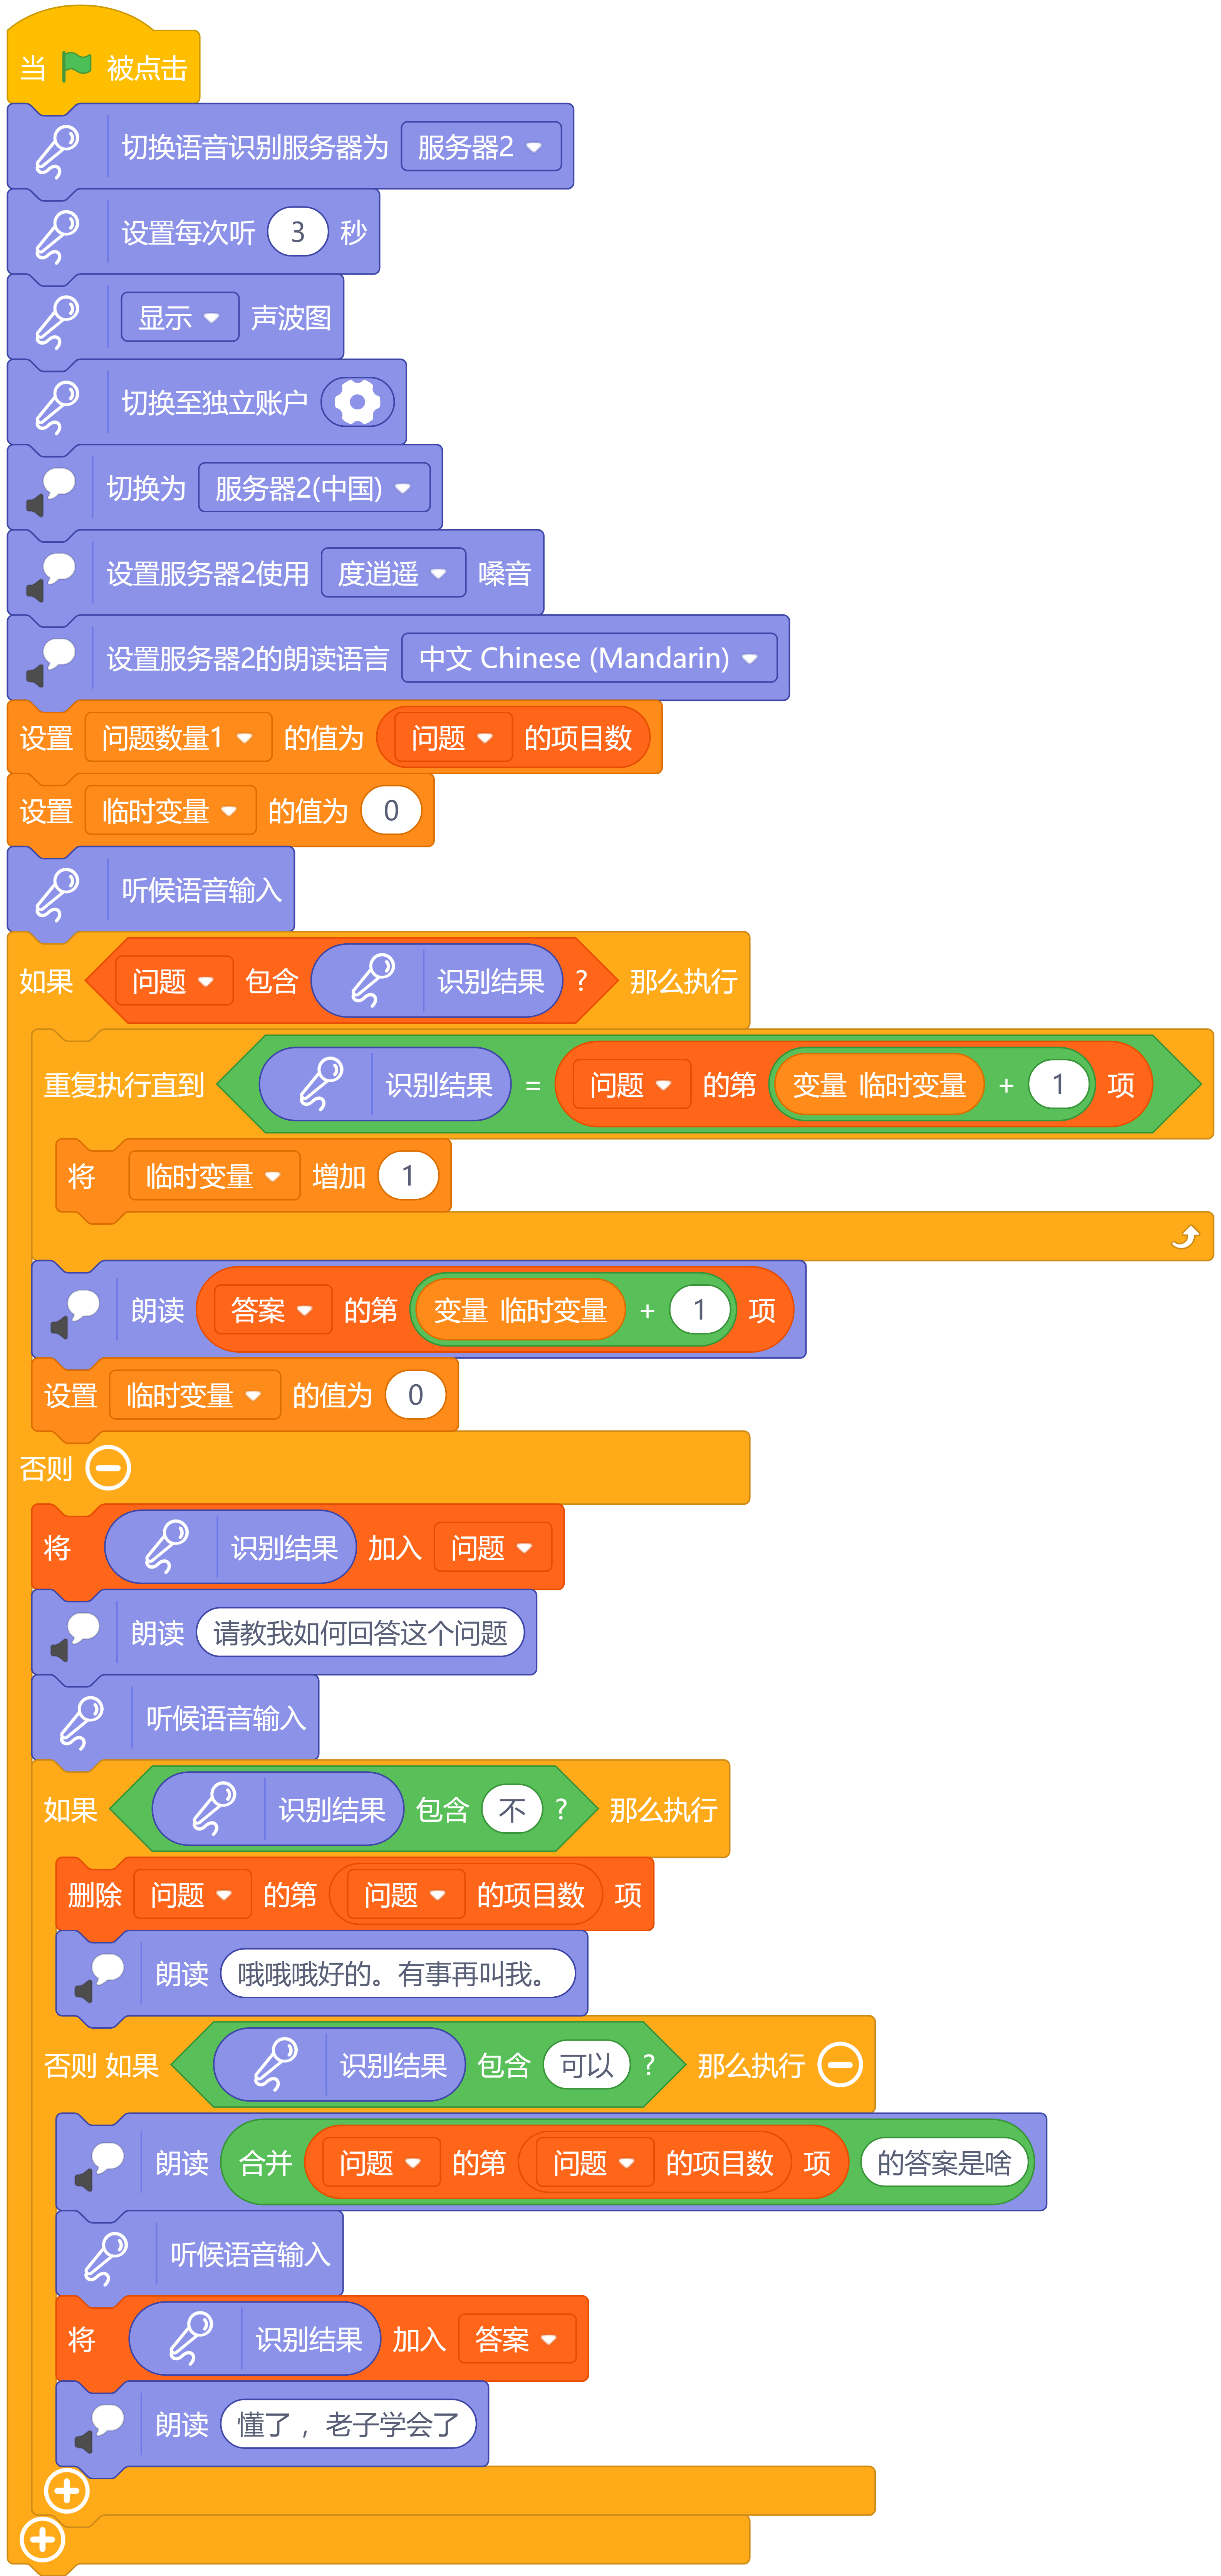 当 被点击
切换语音识别服务器为 服务器2
设置每次听 3 秒
显示 声波图
切换至独立账户
切换为 服务器2(中国)
设置服务器2使用 度逍遥 嗓音
设置服务器2的朗读语言 中文 Chinese (Mandarin)
设置 问题数量1 的值为 问题 的项目数
设置 临时变量 的值为 0
听候语音输入
如果 问题 包含 识别结果 ? 那么执行
重复执行直到 识别结果 = 问题 的第 变量 临时变量 + 1 项
将 临时变量 增加 1
朗读 答案 的第 变量 临时变量 + 1 项
设置 临时变量 的值为 0
否则
将 识别结果 加入 问题
朗读 请教我如何回答这个问题
听候语音输入
如果 识别结果 包含 不 ? 那么执行
删除 问题 的第 问题 的项目数 项
朗读 哦哦哦好的。有事再叫我。
否则 如果 识别结果 包含 可以 ? 那么执行
朗读 合并 问题 的第 问题 的项目数 项 的答案是啥
听候语音输入
将 识别结果 加入 答案
朗读 懂了，老子学会了